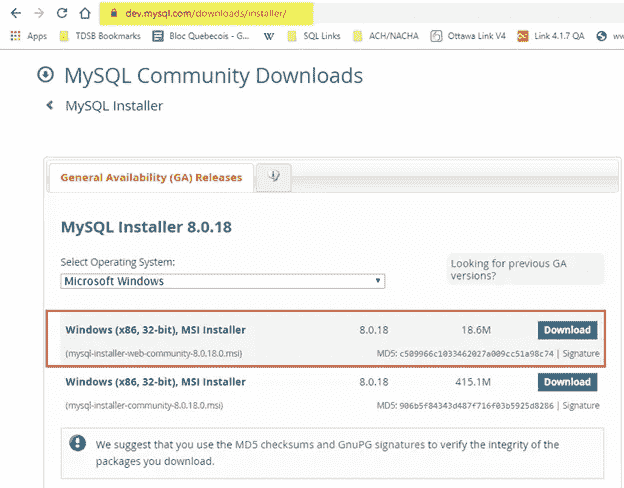 dev.mysql.com/downloads/installer/
Apps TDSB Bookmarks Bloc Quebecois - G... SQL Links ACH/NACHA Ottawa Link V4 Link 4.1.7 QA ww
MySQL Community Downloads
MySQL Installer
General Availability (GA) Releases
MySQL Installer 8.0.18
Select Operating System:
Looking for previous GA
versions?
Microsoft Windows
Windows (x86, 32-bit), MSI Installer 8.0.18 18.6M Download
(mysql-installer-web-community-8.0.18.0.msi) MD5: c509966c1033462027a009cc51a98c74 | Signature
Windows (x86, 32-bit), MSI Installer 8.0.18 415.1M Download
(mysql-installer-community-8.0.18.0.msi) MD5: 906b5f84343d487f716f03b5925d8286 | Signature
We suggest that you use the MD5 checksums and GnuPG signatures to verify the integrity of the
packages you download.